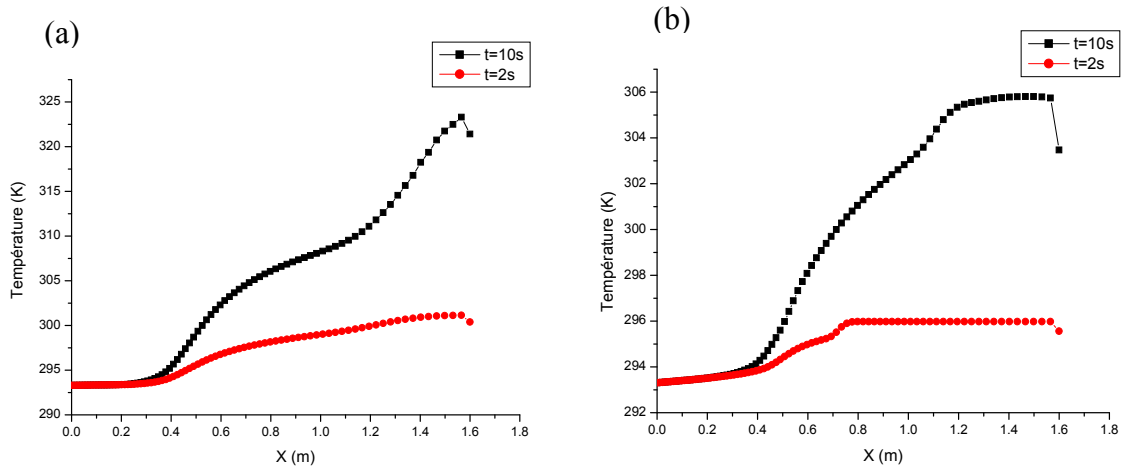 (a)
t=10s
t=2s
325
320
315
310
305
300
295
290
Température (K)
0.0 0.2 0.4 0.6 0.8 1.0 1.2 1.4 1.6 1.8
X (m)
(b)
t=10s
t=2s
306
304
302
300
298
296
294
292
Température (K)
0.0 0.2 0.4 0.6 0.8 1.0 1.2 1.4 1.6 1.8
X (m)